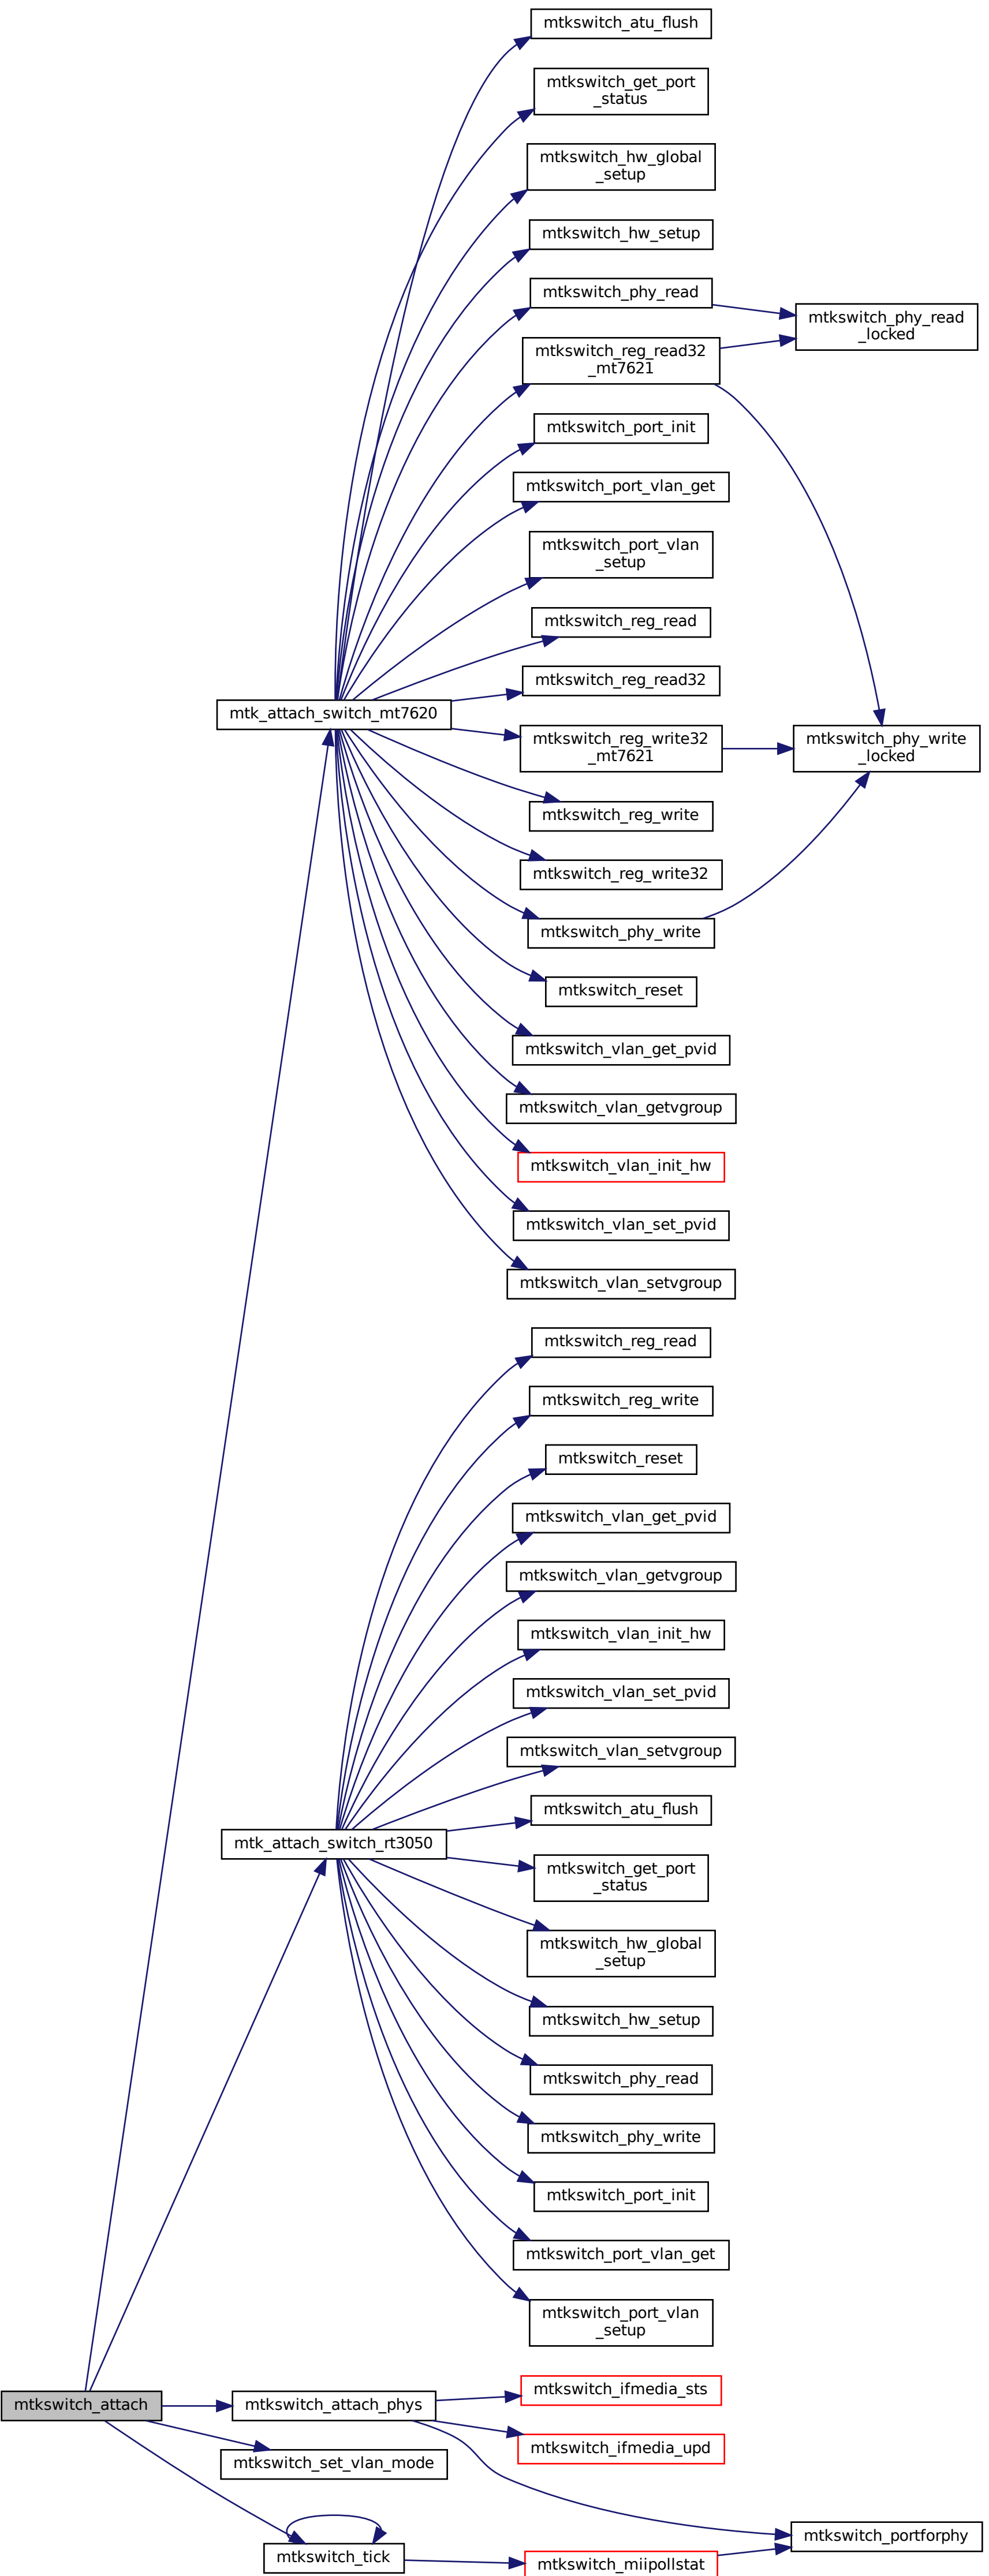 mtkswitch_atu_flush
mtkswitch_get_port
_status
mtkswitch_hw_global
_setup
mtkswitch_hw_setup
mtkswitch_phy_read
mtkswitch_phy_read
_locked
mtkswitch_reg_read32
_mt7621
mtkswitch_port_init
mtkswitch_port_vlan_get
mtkswitch_port_vlan
_setup
mtkswitch_reg_read
mtkswitch_reg_read32
mtk_attach_switch_mt7620
mtkswitch_reg_write32
_mt7621
mtkswitch_phy_write
_locked
mtkswitch_reg_write
mtkswitch_reg_write32
mtkswitch_phy_write
mtkswitch_reset
mtkswitch_vlan_get_pvid
mtkswitch_vlan_getvgroup
mtkswitch_vlan_init_hw
mtkswitch_vlan_set_pvid
mtkswitch_vlan_setvgroup
mtkswitch_reg_read
mtkswitch_reg_write
mtkswitch_reset
mtkswitch_vlan_get_pvid
mtkswitch_vlan_getvgroup
mtkswitch_vlan_init_hw
mtkswitch_vlan_set_pvid
mtkswitch_vlan_setvgroup
mtkswitch_atu_flush
mtk_attach_switch_rt3050
mtkswitch_get_port
_status
mtkswitch_hw_global
_setup
mtkswitch_hw_setup
mtkswitch_phy_read
mtkswitch_phy_write
mtkswitch_port_init
mtkswitch_port_vlan_get
mtkswitch_port_vlan
_setup
mtkswitch_attach
mtkswitch_attach_phys
mtkswitch_ifmedia_sts
mtkswitch_ifmedia_upd
mtkswitch_set_vlan_mode
mtkswitch_portforphy
mtkswitch_tick
mtkswitch_miipollstat